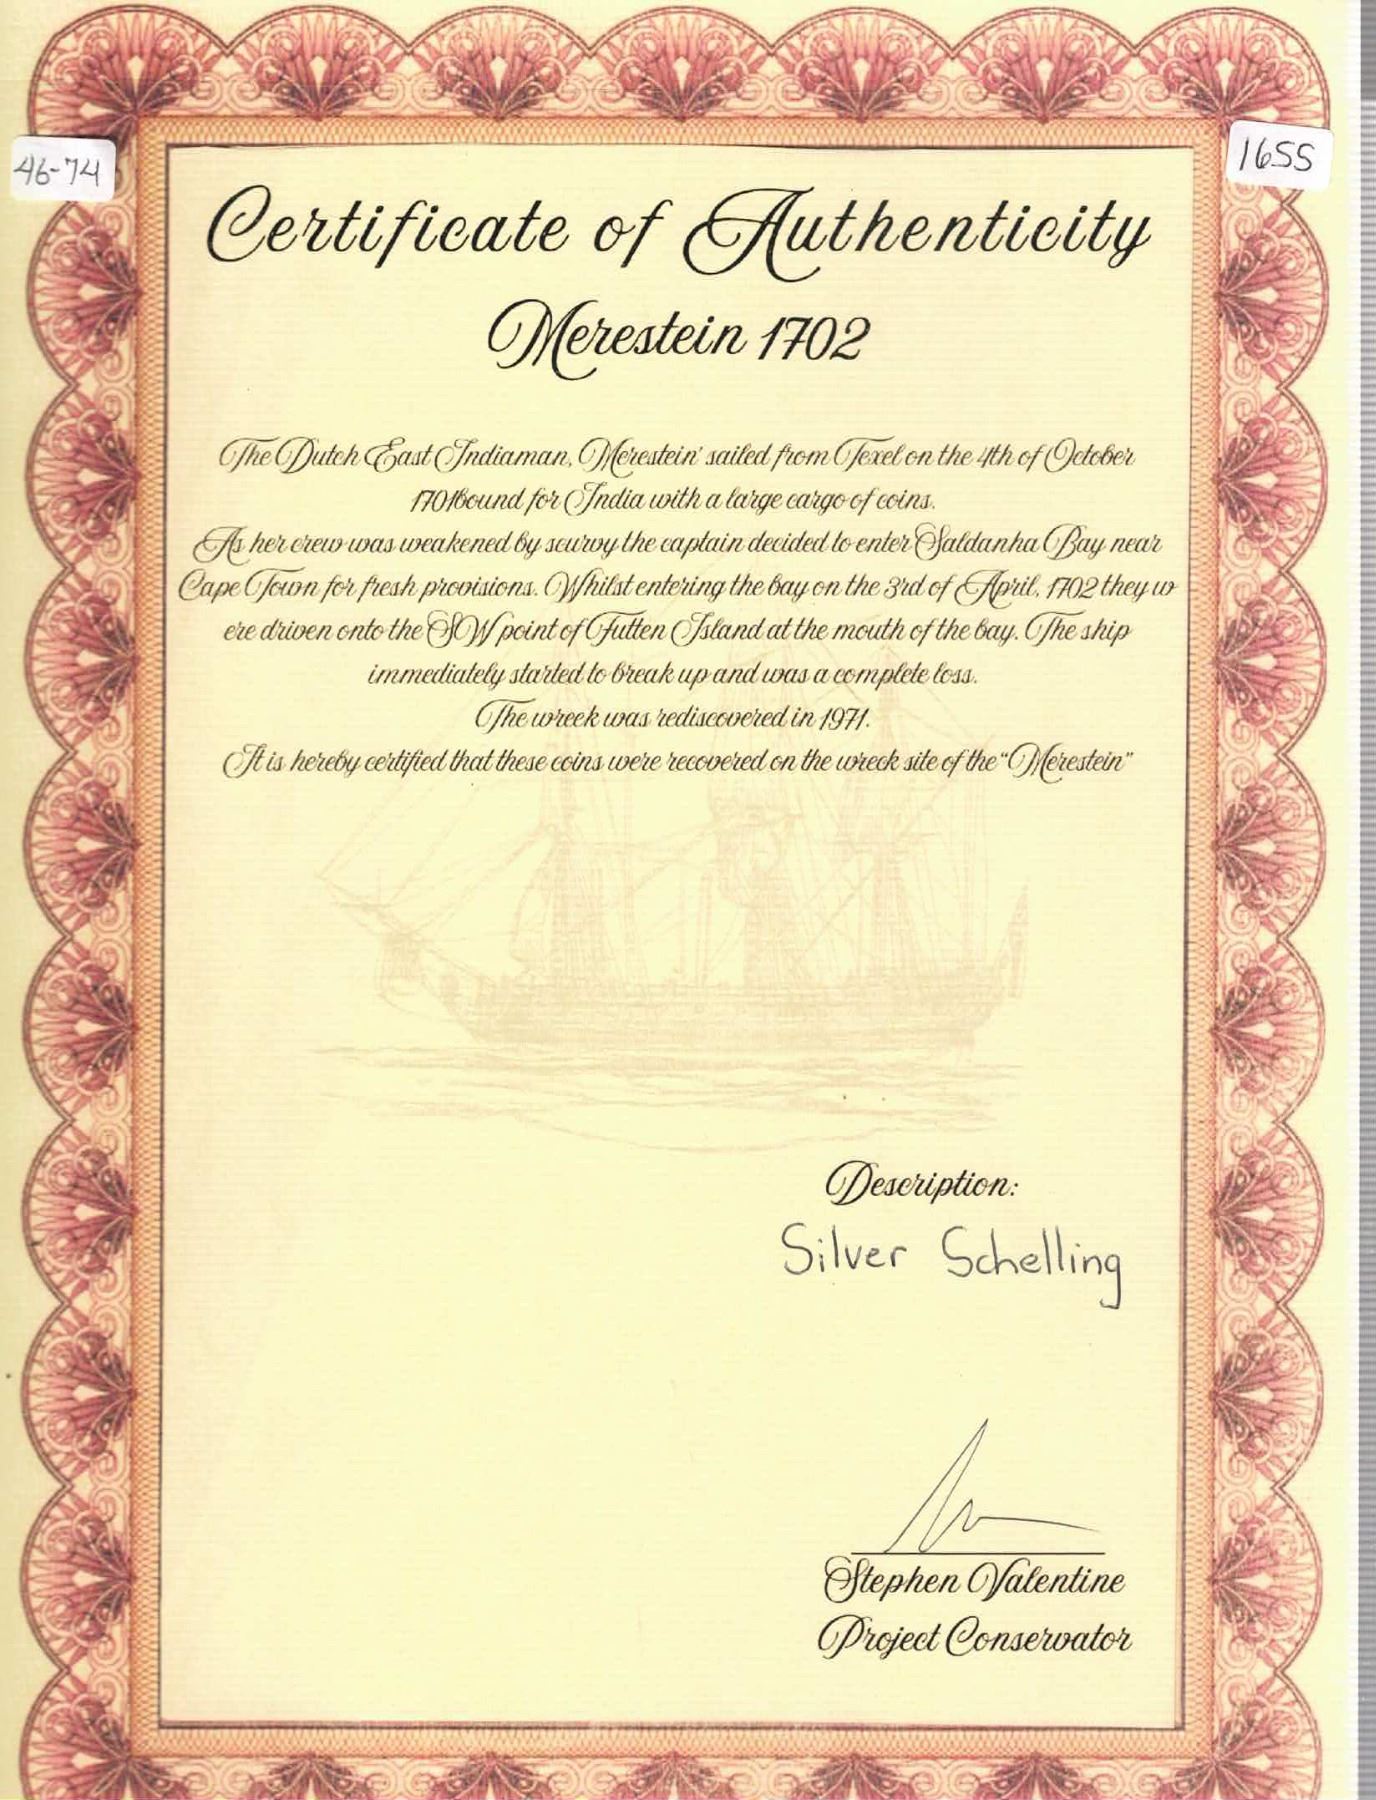 46-74
1655
Certificate of Authenticity
Merestein 1702
The Dutch East Indiaman, Merestein' sailed from Texel on the 4th of October
1701bound for India with a large cargo of coins.
As her crew was weakened by scurvy the captain decided to enter Saldanha Bay near
Cape Town for fresh provisions. Whilst entering the bay on the 3rd of April, 1702 they w
ere driven onto the SW point of Futten Island at the mouth of the bay. The ship
immediately started to break up and was a complete loss.
The wreck was rediscovered in 1971.
It is hereby certified that these coins were recovered on the wreck site of the "Merestein"
Description:
Silver Schelling
Stephen Valentine
Project Conservator